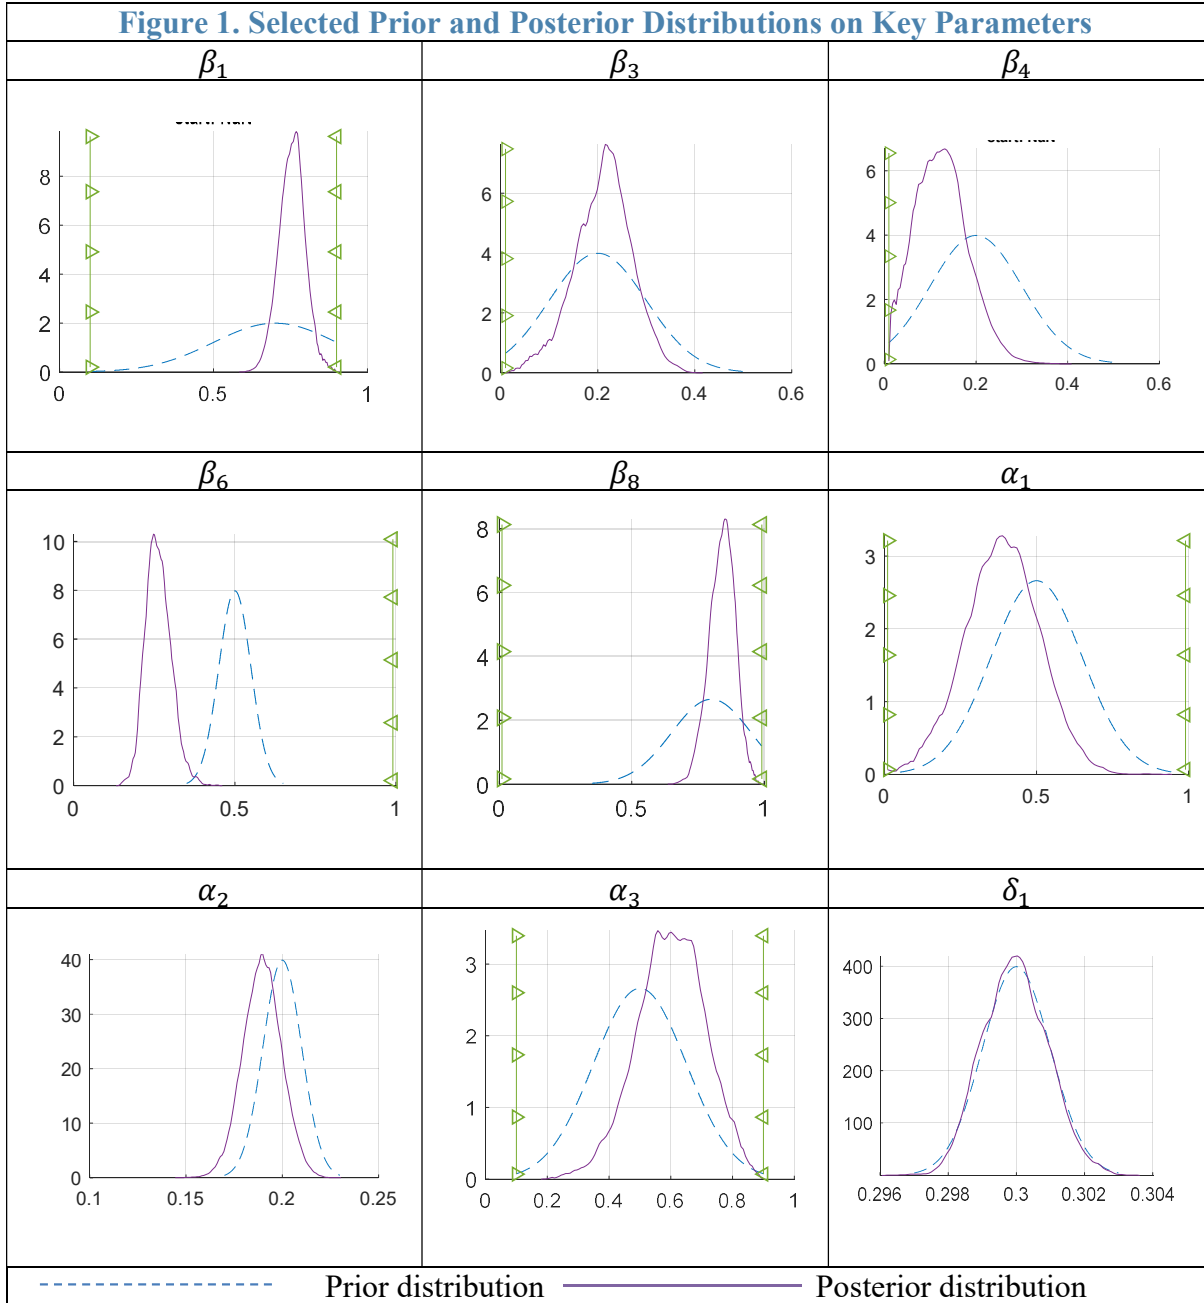 Figure 1. Selected Prior and Posterior Distributions on Key Parameters
β₁ β₃ β₄
8
6
4
2
0
0 0.5 1
6
4
2
0
0 0.2 0.4 0.6
6
4
2
0
0 0.2 0.4 0.6
β₆ β₈ α₁
10
8
6
4
2
0
0 0.5 1
8
6
4
2
0
0 0.5 1
3
2
1
0
0 0.5 1
α₂ α₃ δ₁
40
30
20
10
0
0.1 0.15 0.2 0.25
3
2
1
0
0 0.2 0.4 0.6 0.8 1
400
300
200
100
0.296 0.298 0.3 0.302 0.304
Prior distribution Posterior distribution